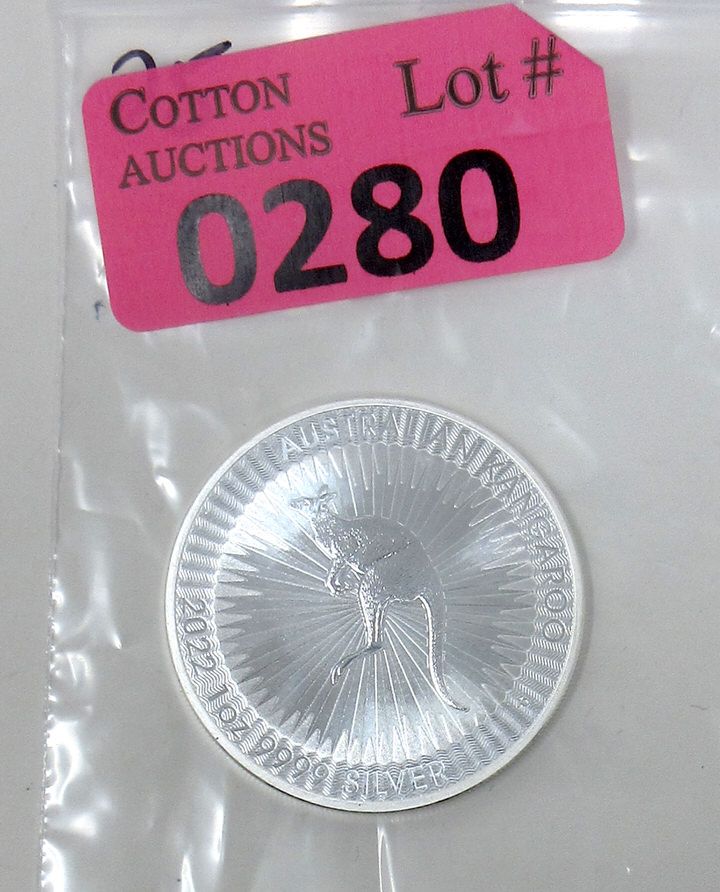 COTTON
AUCTIONS
Lot #
0280
AUSTRALIAN KANGAROO
2022 1oz 9999 SILVER